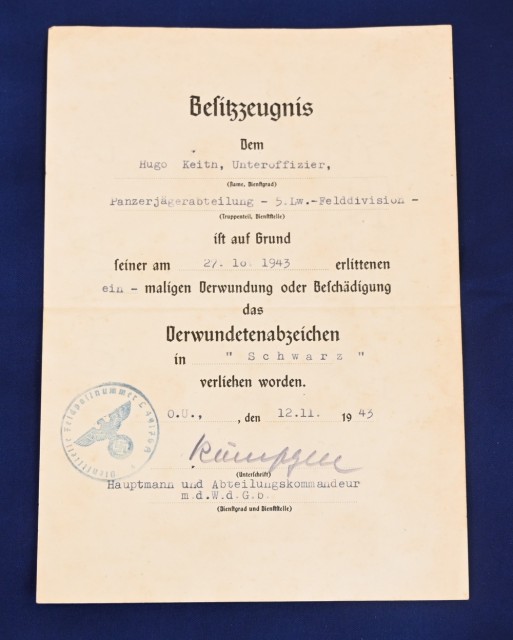 Besitzzeugnis
Dem
Hugo Keith, Unteroffizier,
(Name, Dienstgrad)
Panzerjägerabteilung - 5.Lw.-Felddivision -
(Truppenteil, Dienststelle)
ist auf Grund
seiner am 27. 10. 1943 erlittenen
ein - maligen Verwundung oder Beschädigung
das
Verwundetenabzeichen
in " Schwarz "
verliehen worden.
O.U., , den 12.11. 1943
(Unterschrift)
Hauptmann und Abteilungskommandeur
m.d.W.d.G.b.
(Dienstgrad und Dienststelle)
Dienststelle Feldpostnummer